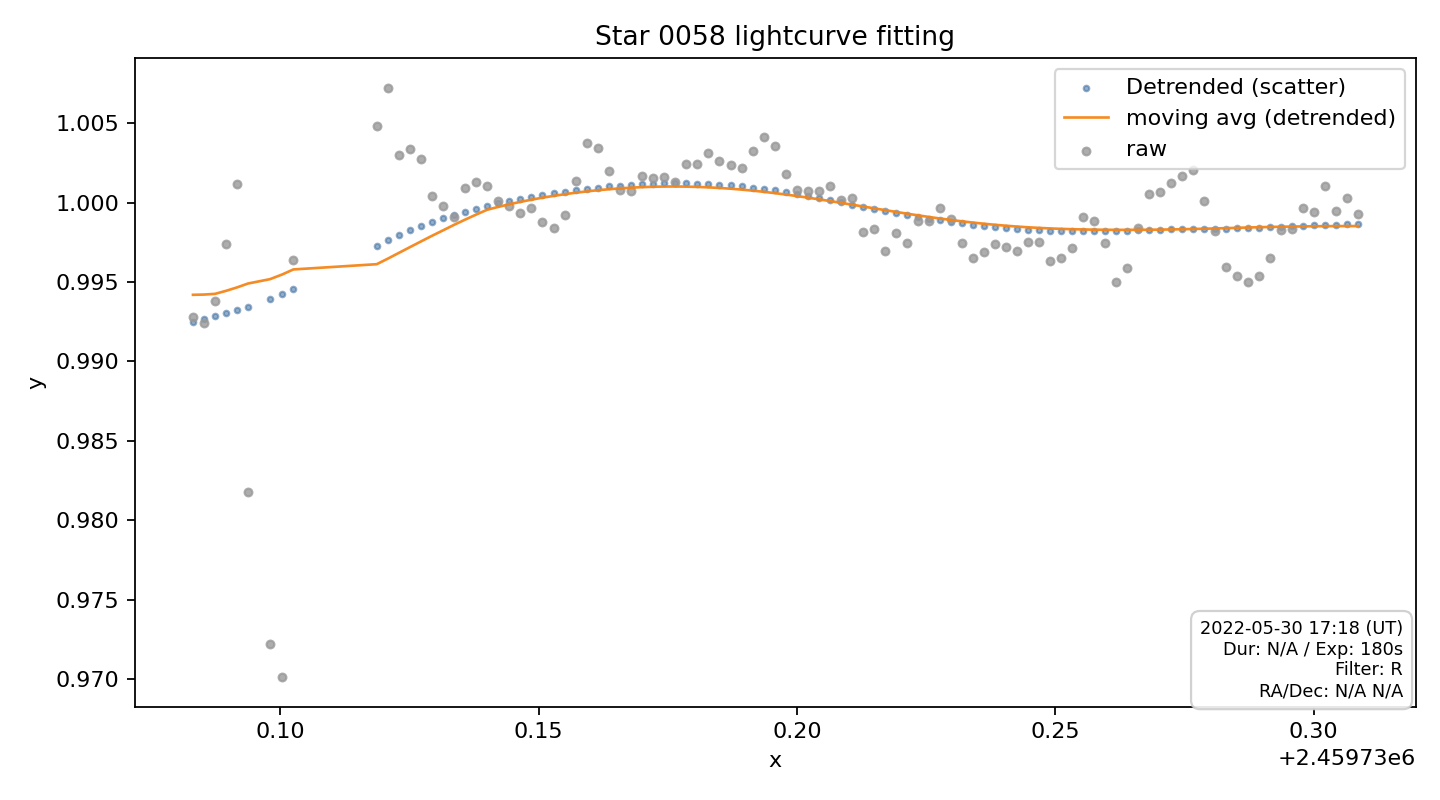 Star 0058 lightcurve fitting
Detrended (scatter)
moving avg (detrended)
raw
1.005
1.000
0.995
0.990
0.985
0.980
0.975
0.970
y
2022-05-30 17:18 (UT)
Dur: N/A / Exp: 180s
Filter: R
RA/Dec: N/A N/A
0.10 0.15 0.20 0.25 0.30
x
+2.45973e6